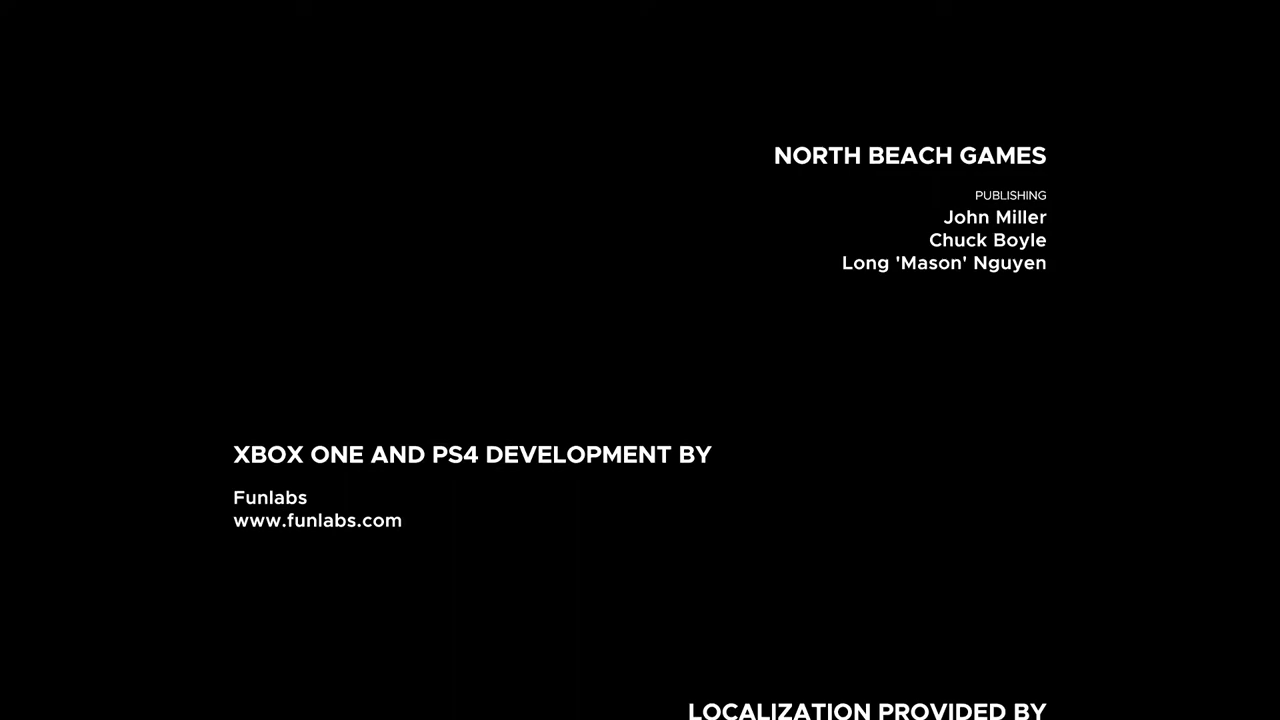 NORTH BEACH GAMES
PUBLISHING
John Miller
Chuck Boyle
Long 'Mason' Nguyen
XBOX ONE AND PS4 DEVELOPMENT BY
Funlabs
www.funlabs.com
LOCALIZATION PROVIDED BY